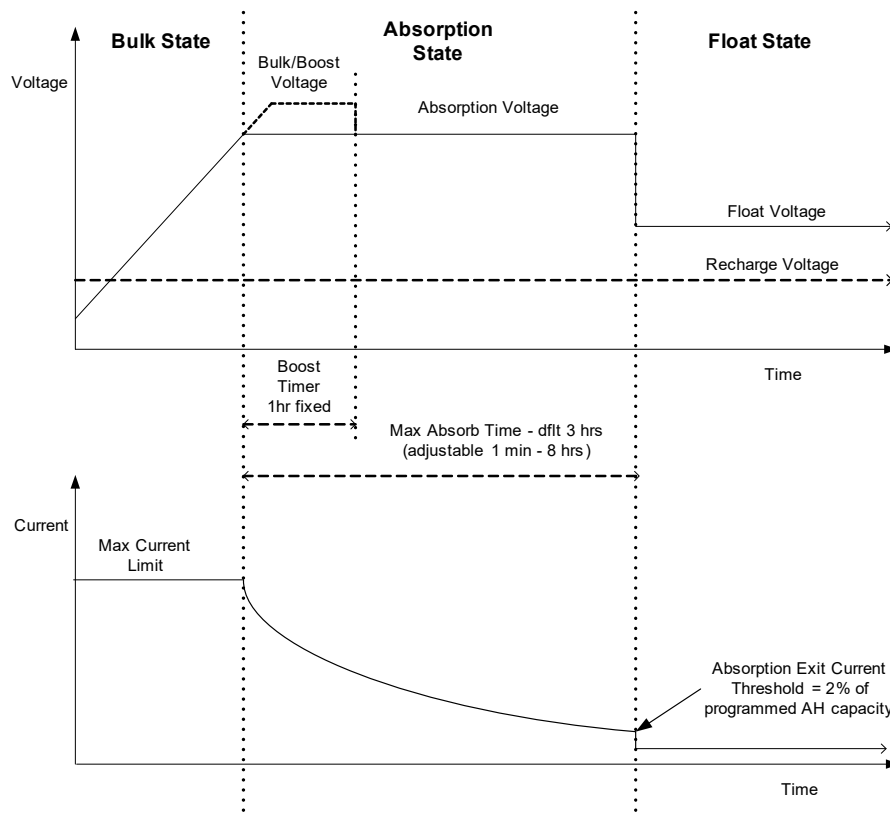 Bulk State
Absorption
State
Float State
Bulk/Boost
Voltage
Voltage
Absorption Voltage
Float Voltage
Recharge Voltage
Time
Boost
Timer
1hr fixed
Max Absorb Time - dflt 3 hrs
(adjustable 1 min - 8 hrs)
Current
Max Current
Limit
Absorption Exit Current
Threshold = 2% of
programmed AH capacity
Time